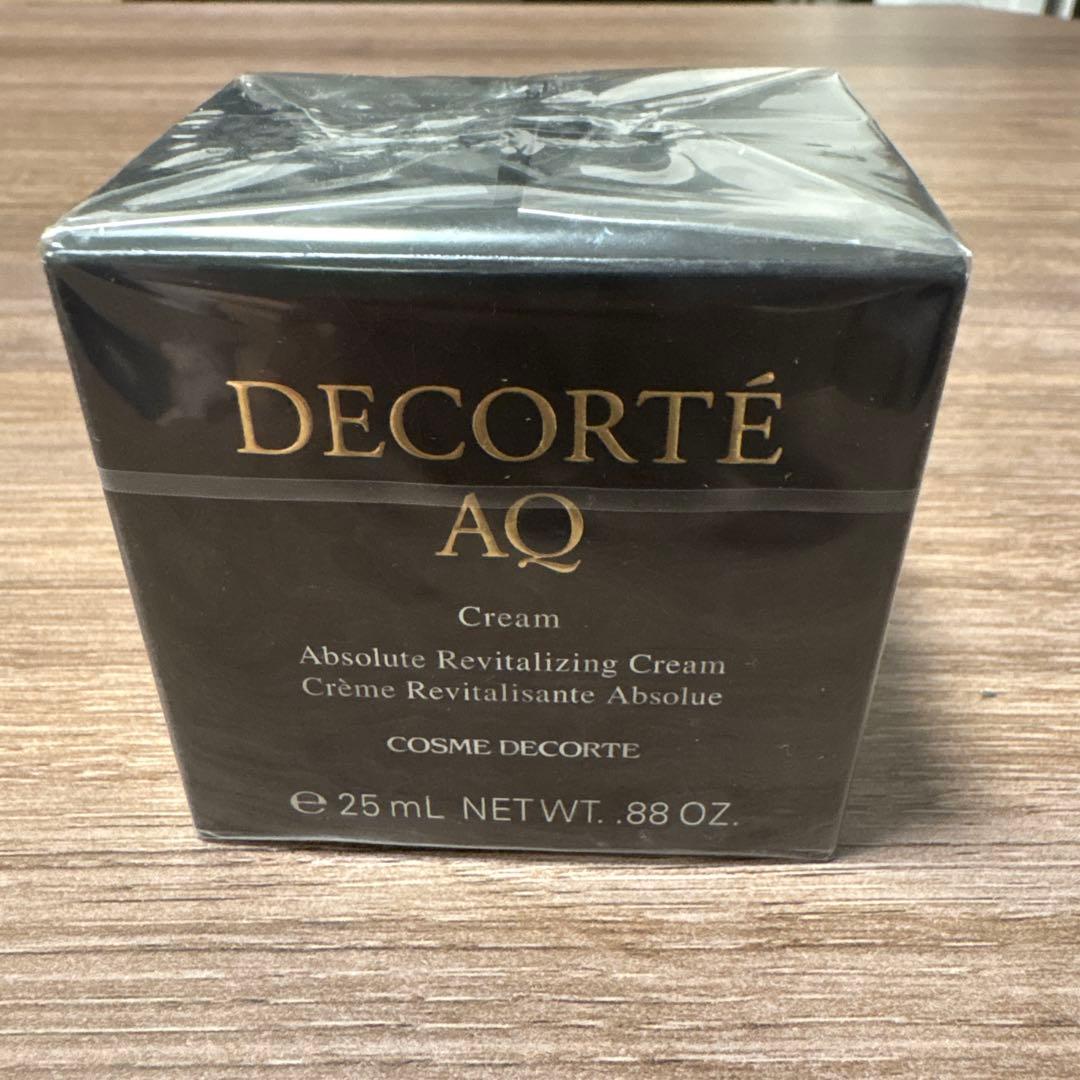 DECORTÉ
AQ
Cream
Absolute Revitalizing Cream
Crème Revitalisante Absolue
COSME DECORTE
℮ 25 mL NET WT. .88 OZ.